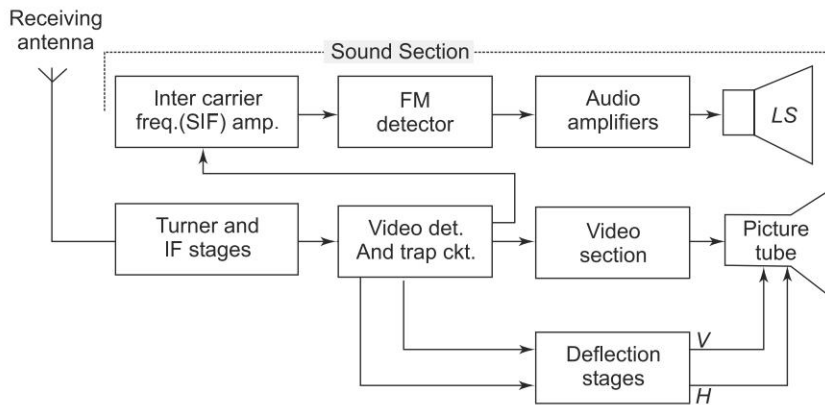 Receiving
antenna
Sound Section
Inter carrier
freq.(SIF) amp.
FM
detector
Audio
amplifiers
LS
Turner and
IF stages
Video det.
And trap ckt.
Video
section
Picture
tube
Deflection
stages
V
H